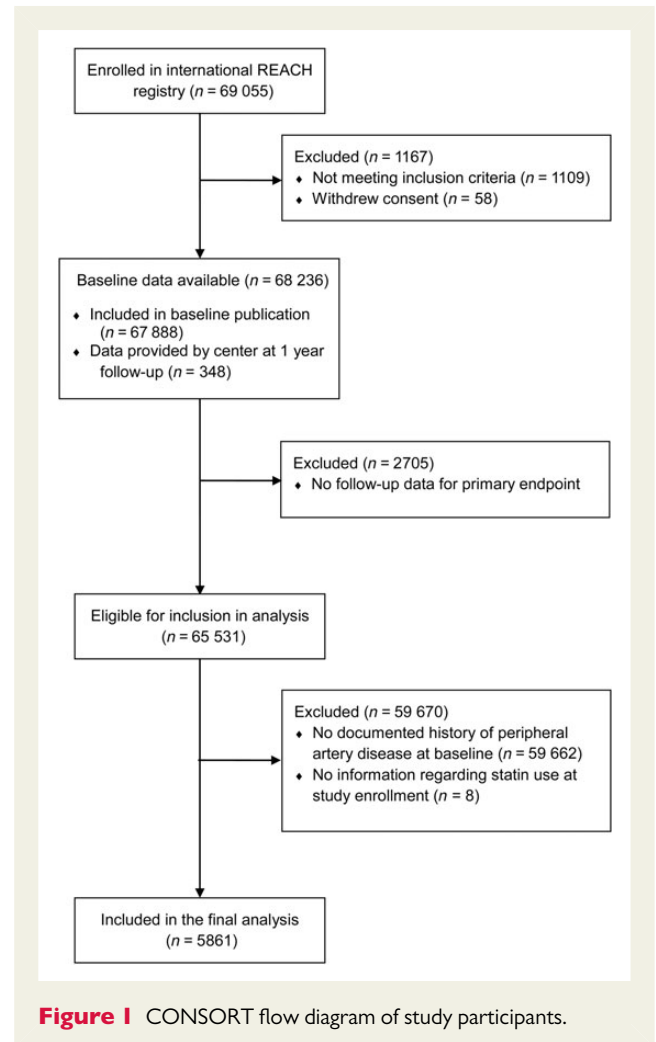 Enrolled in international REACH
registry (n = 69 055)
Excluded (n = 1167)
♦ Not meeting inclusion criteria (n = 1109)
♦ Withdrew consent (n = 58)
Baseline data available (n = 68 236)
♦ Included in baseline publication
(n = 67 888)
♦ Data provided by center at 1 year
follow-up (n = 348)
Excluded (n = 2705)
♦ No follow-up data for primary endpoint
Eligible for inclusion in analysis
(n = 65 531)
Excluded (n = 59 670)
♦ No documented history of peripheral
artery disease at baseline (n = 59 662)
♦ No information regarding statin use at
study enrollment (n = 8)
Included in the final analysis
(n = 5861)
Figure 1 CONSORT flow diagram of study participants.